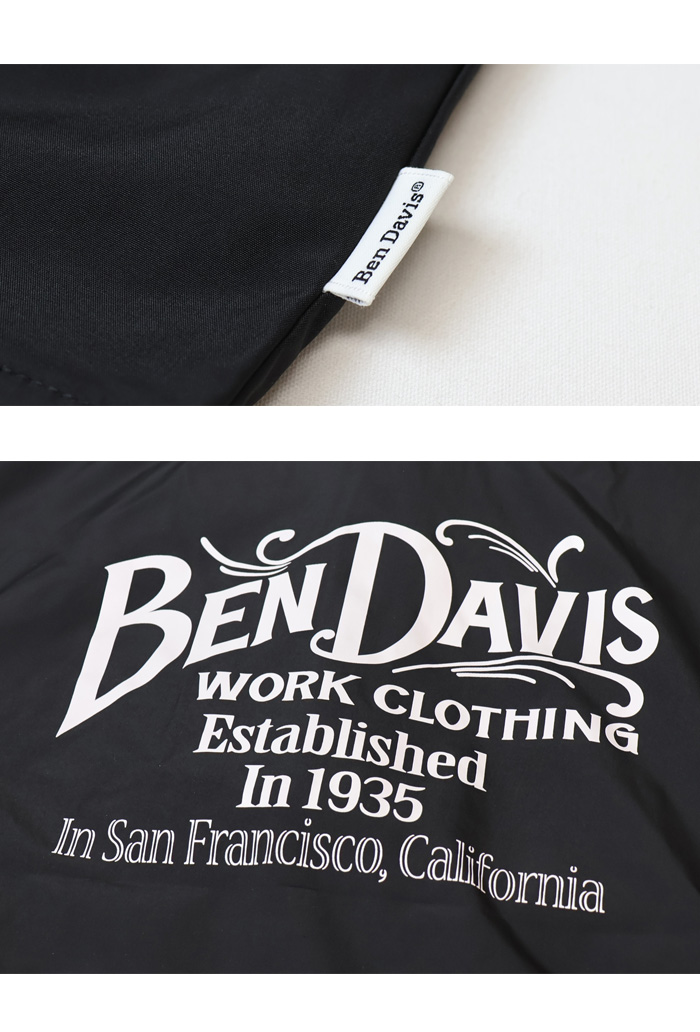 Ben Davis®
BEN DAVIS
WORK CLOTHING
Established
In 1935
In San Francisco, California